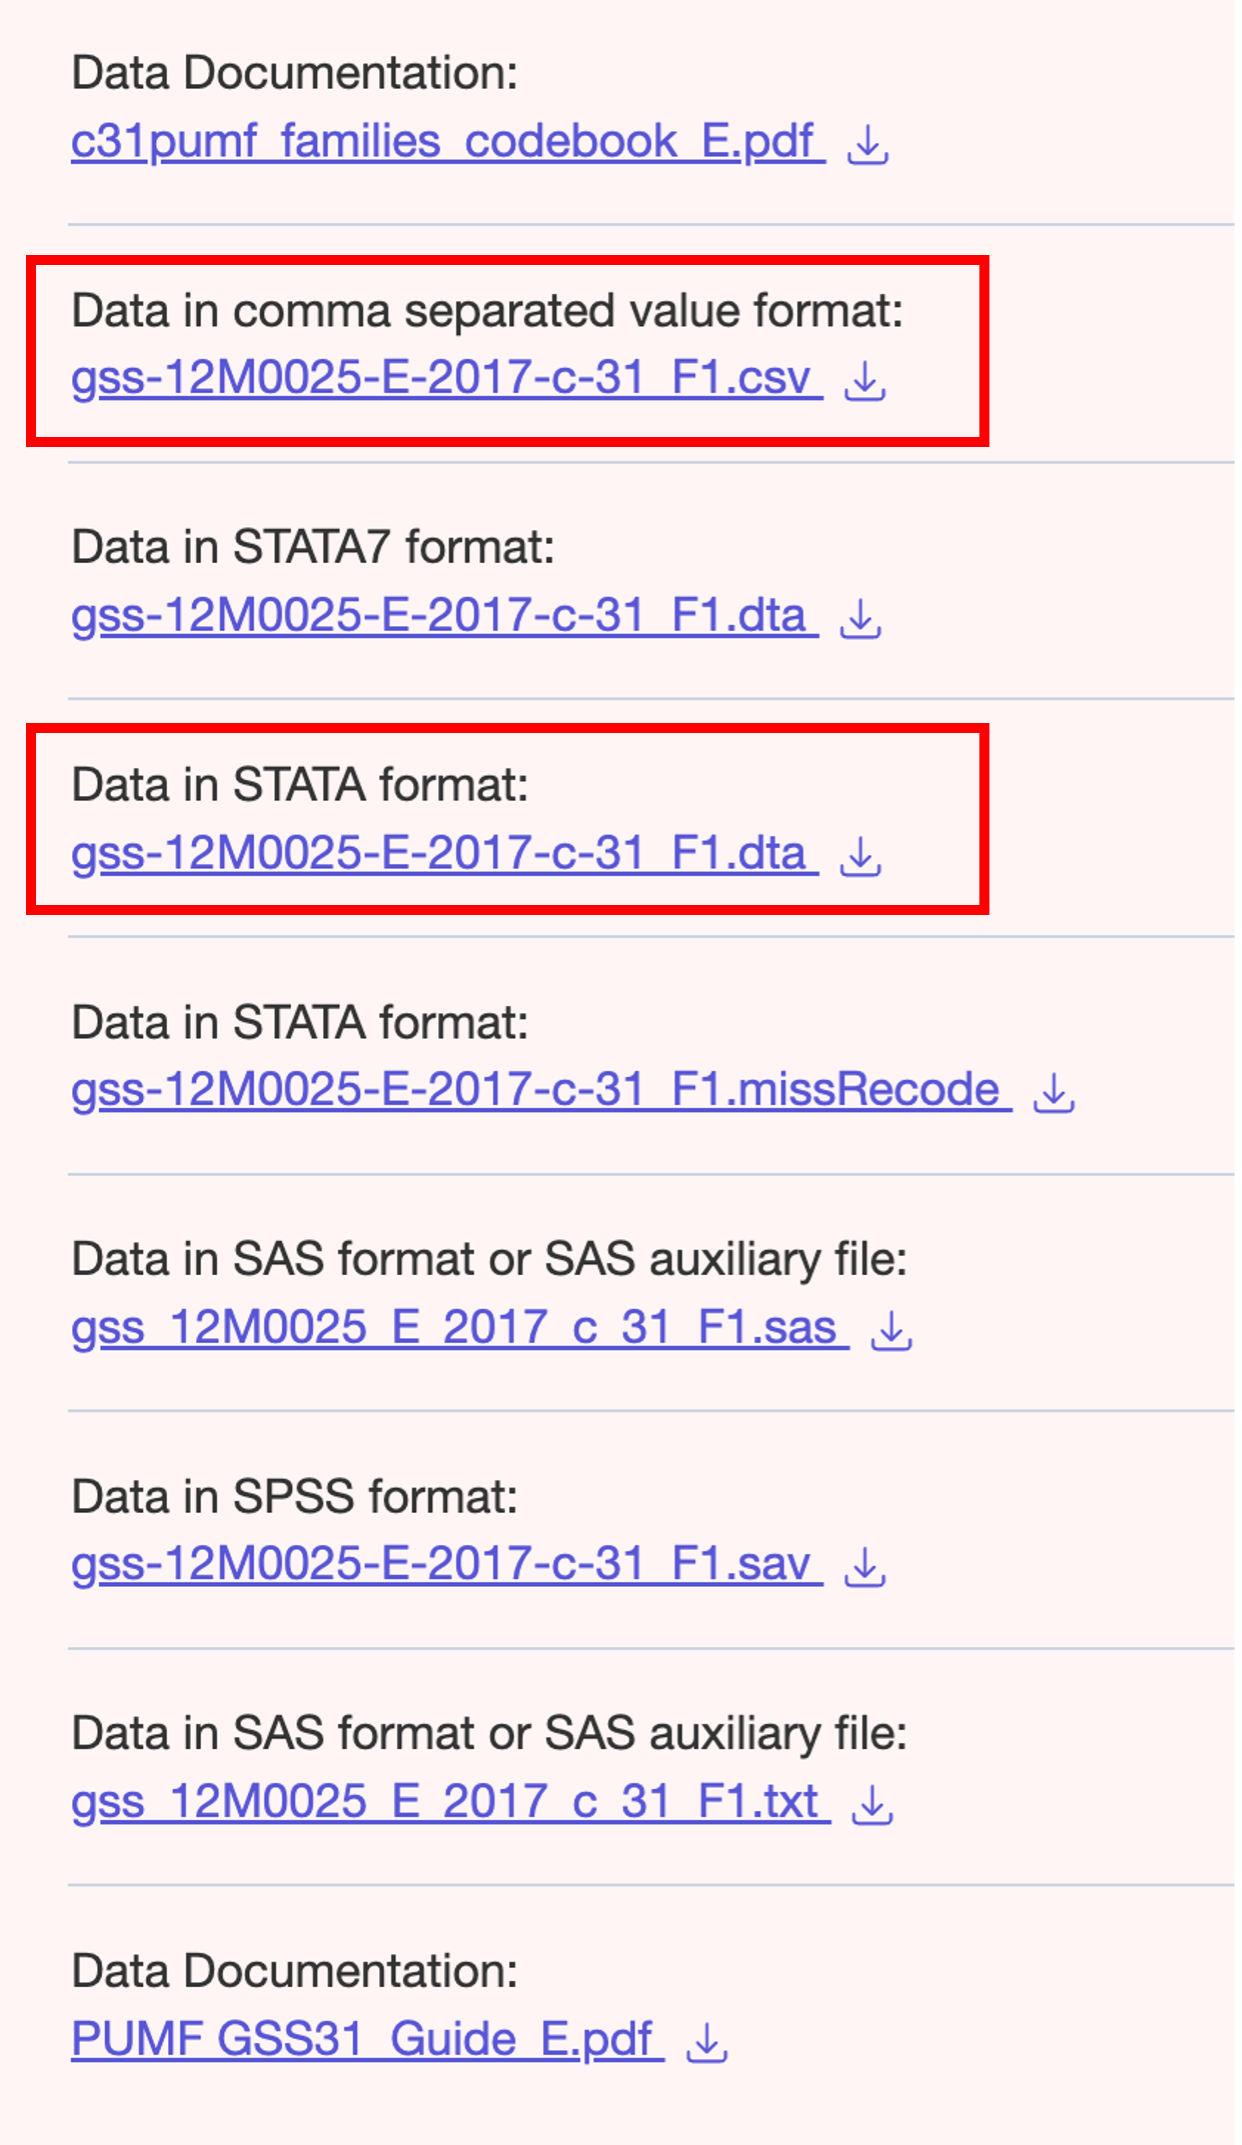 Data Documentation:
c31pumf_families_codebook_E.pdf
Data in comma separated value format:
gss-12M0025-E-2017-c-31_F1.csv
Data in STATA7 format:
gss-12M0025-E-2017-c-31_F1.dta
Data in STATA format:
gss-12M0025-E-2017-c-31_F1.dta
Data in STATA format:
gss-12M0025-E-2017-c-31_F1.missRecode
Data in SAS format or SAS auxiliary file:
gss_12M0025_E_2017_c_31_F1.sas
Data in SPSS format:
gss-12M0025-E-2017-c-31_F1.sav
Data in SAS format or SAS auxiliary file:
gss_12M0025_E_2017_c_31_F1.txt
Data Documentation:
PUMF GSS31_Guide_E.pdf